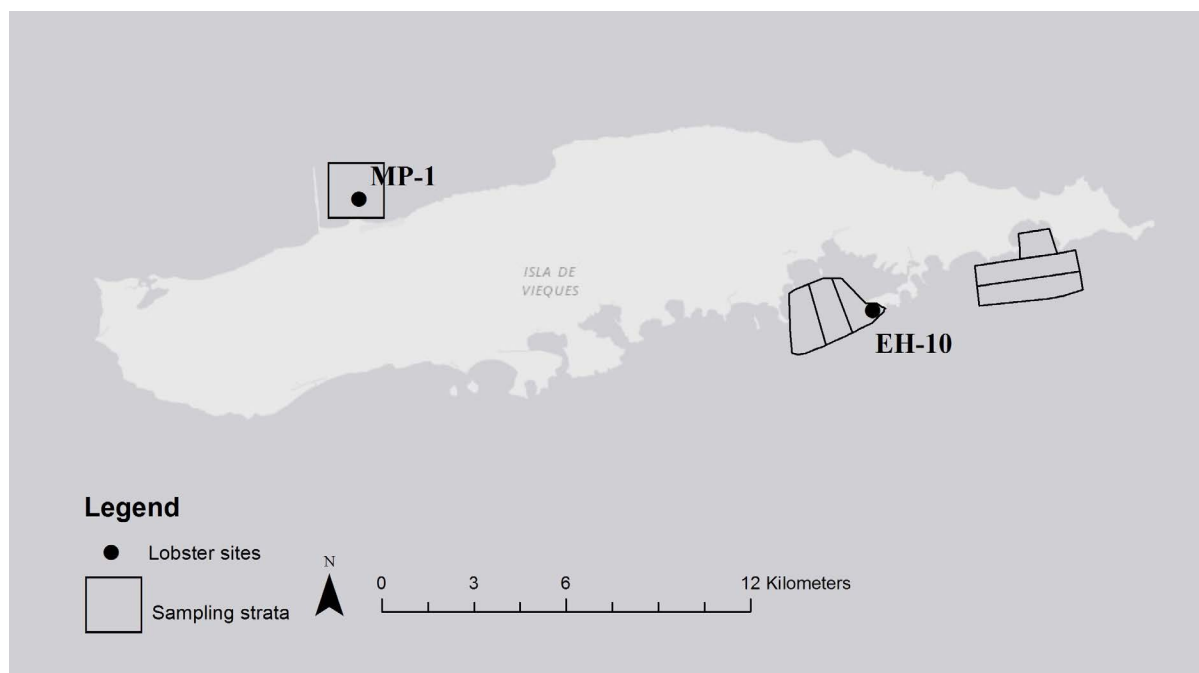 MP-1
ISLA DE
VIEQUES
EH-10
Legend
Lobster sites
Sampling strata
N
0 3 6 12 Kilometers